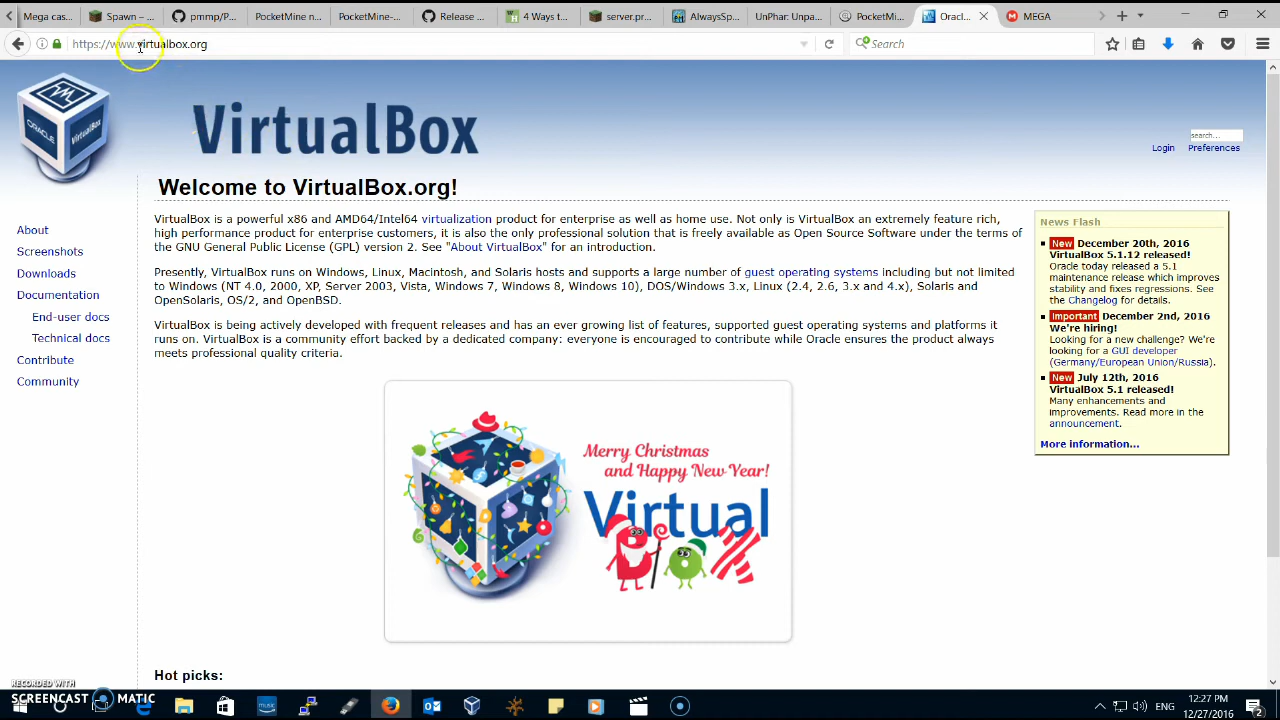 Mega cas...
Spawn – ...
pmmp/P...
PocketMine n...
PocketMine-...
Release ...
4 Ways t...
server.pr...
AlwaysSp...
UnPhar: Unpa...
PocketMi...
Oracl...
MEGA
https://www.virtualbox.org
Search
ORACLE
VirtualBox
VirtualBox
search...
Login
Preferences
Welcome to VirtualBox.org!
About
Screenshots
Downloads
Documentation
End-user docs
Technical docs
Contribute
Community
VirtualBox is a powerful x86 and AMD64/Intel64 virtualization product for enterprise as well as home use. Not only is VirtualBox an extremely feature rich,
high performance product for enterprise customers, it is also the only professional solution that is freely available as Open Source Software under the terms of
the GNU General Public License (GPL) version 2. See "About VirtualBox" for an introduction.
Presently, VirtualBox runs on Windows, Linux, Macintosh, and Solaris hosts and supports a large number of guest operating systems including but not limited
to Windows (NT 4.0, 2000, XP, Server 2003, Vista, Windows 7, Windows 8, Windows 10), DOS/Windows 3.x, Linux (2.4, 2.6, 3.x and 4.x), Solaris and
OpenSolaris, OS/2, and OpenBSD.
VirtualBox is being actively developed with frequent releases and has an ever growing list of features, supported guest operating systems and platforms it
runs on. VirtualBox is a community effort backed by a dedicated company: everyone is encouraged to contribute while Oracle ensures the product always
meets professional quality criteria.
News Flash
New December 20th, 2016
VirtualBox 5.1.12 released!
Oracle today released a 5.1
maintenance release which improves
stability and fixes regressions. See
the Changelog for details.
Important December 2nd, 2016
We're hiring!
Looking for a new challenge? We're
looking for a GUI developer
(Germany/European Union/Russia).
New July 12th, 2016
VirtualBox 5.1 released!
Many enhancements and
improvements. Read more in the
announcement.
More information...
Merry Christmas
and Happy New Year!
Virtual
BOX
Hot picks:
RECORDED WITH
SCREENCAST MATIC
music
ENG
12:27 PM
12/27/2016
2